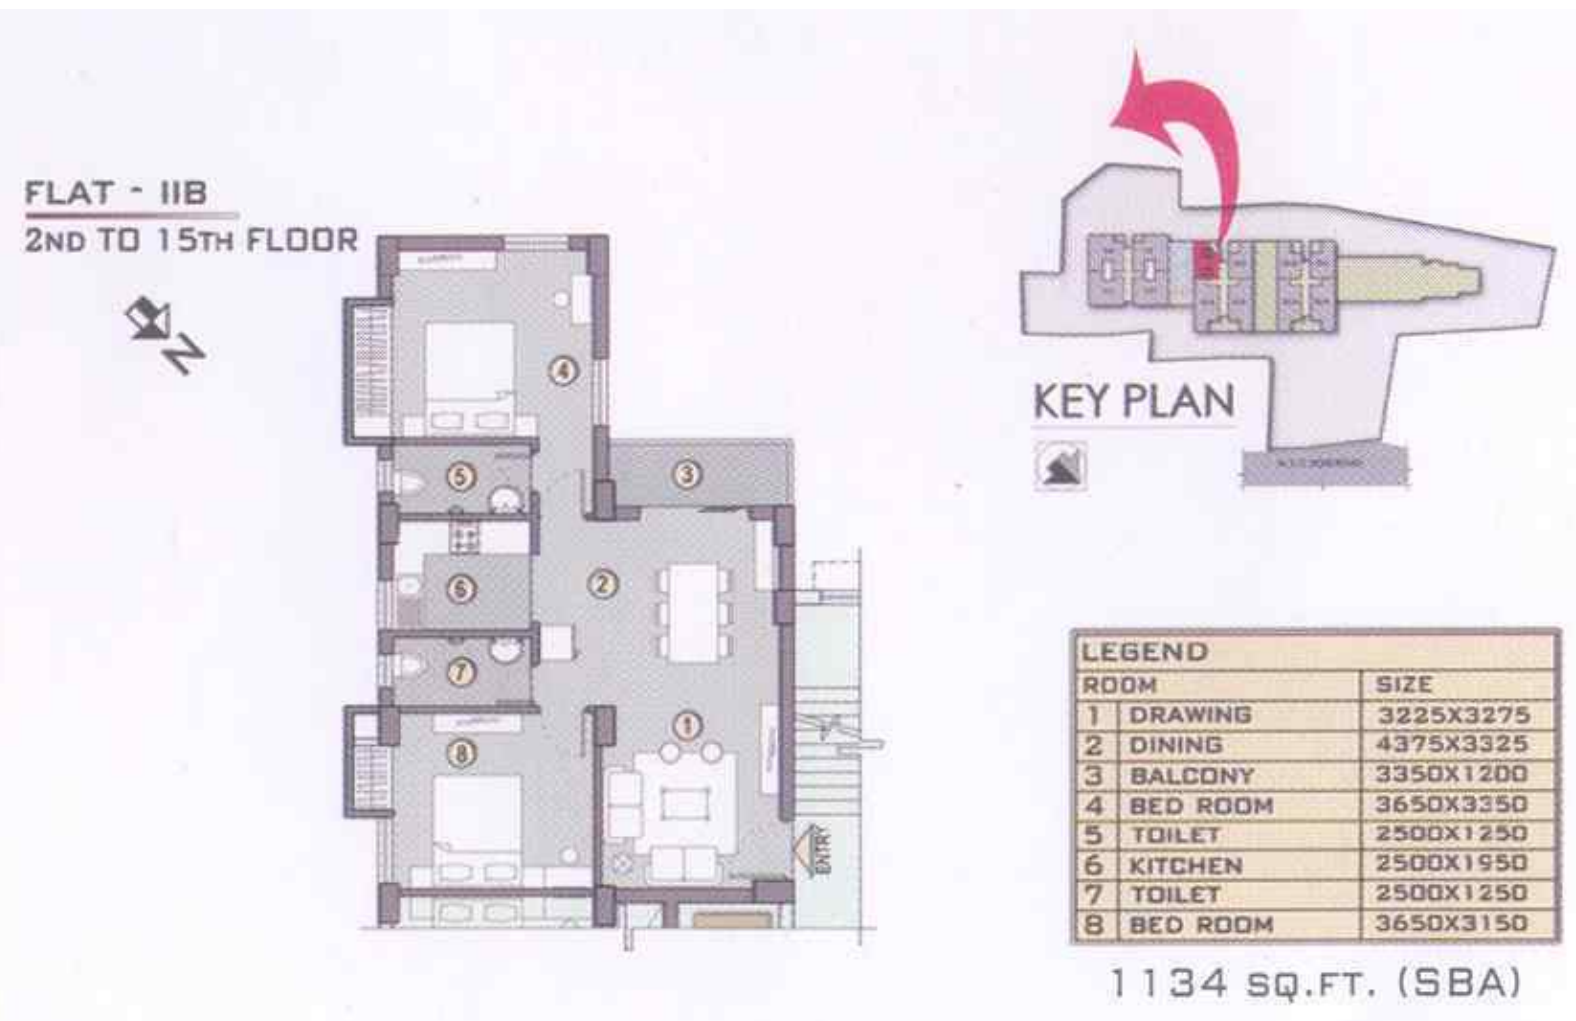 FLAT - IIB
2ND TO 15TH FLOOR
N
4
5
3
6
2
7
1
8
ENTRY
KEY PLAN
LEGEND
ROOM SIZE
1 DRAWING 3225X3275
2 DINING 4375X3325
3 BALCONY 3350X1200
4 BED ROOM 3650X3350
5 TOILET 2500X1250
6 KITCHEN 2500X1950
7 TOILET 2500X1250
8 BED ROOM 3650X3150
1134 SQ.FT. (SBA)